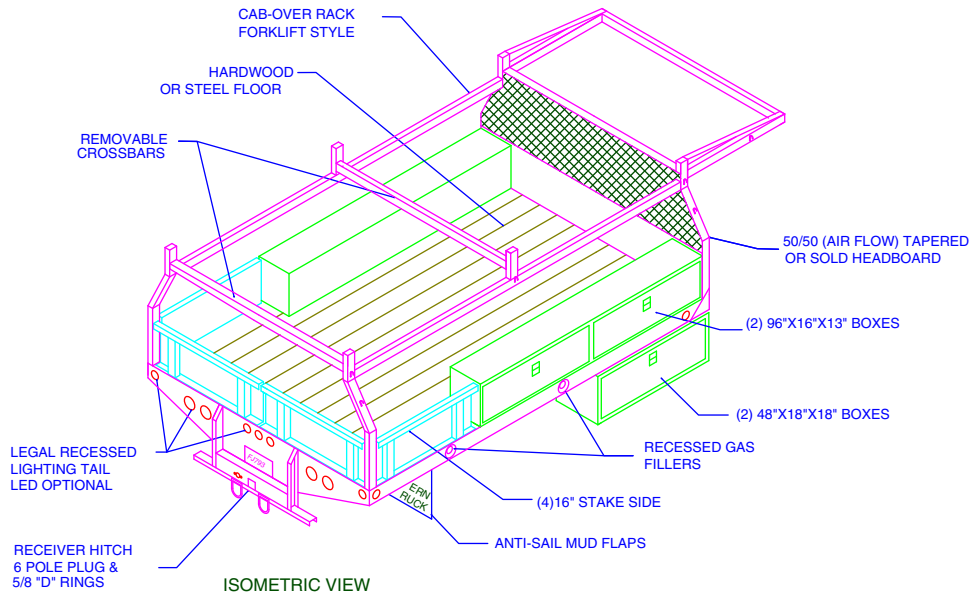 CAB-OVER RACK
FORKLIFT STYLE
HARDWOOD
OR STEEL FLOOR
REMOVABLE
CROSSBARS
50/50 (AIR FLOW) TAPERED
OR SOLD HEADBOARD
(2) 96"X16"X13" BOXES
(2) 48"X18"X18" BOXES
LEGAL RECESSED
LIGHTING TAIL
LED OPTIONAL
RECESSED GAS
FILLERS
(4)16" STAKE SIDE
ERN
RUCK
ANTI-SAIL MUD FLAPS
RECEIVER HITCH
6 POLE PLUG &
5/8 "D" RINGS
ISOMETRIC VIEW